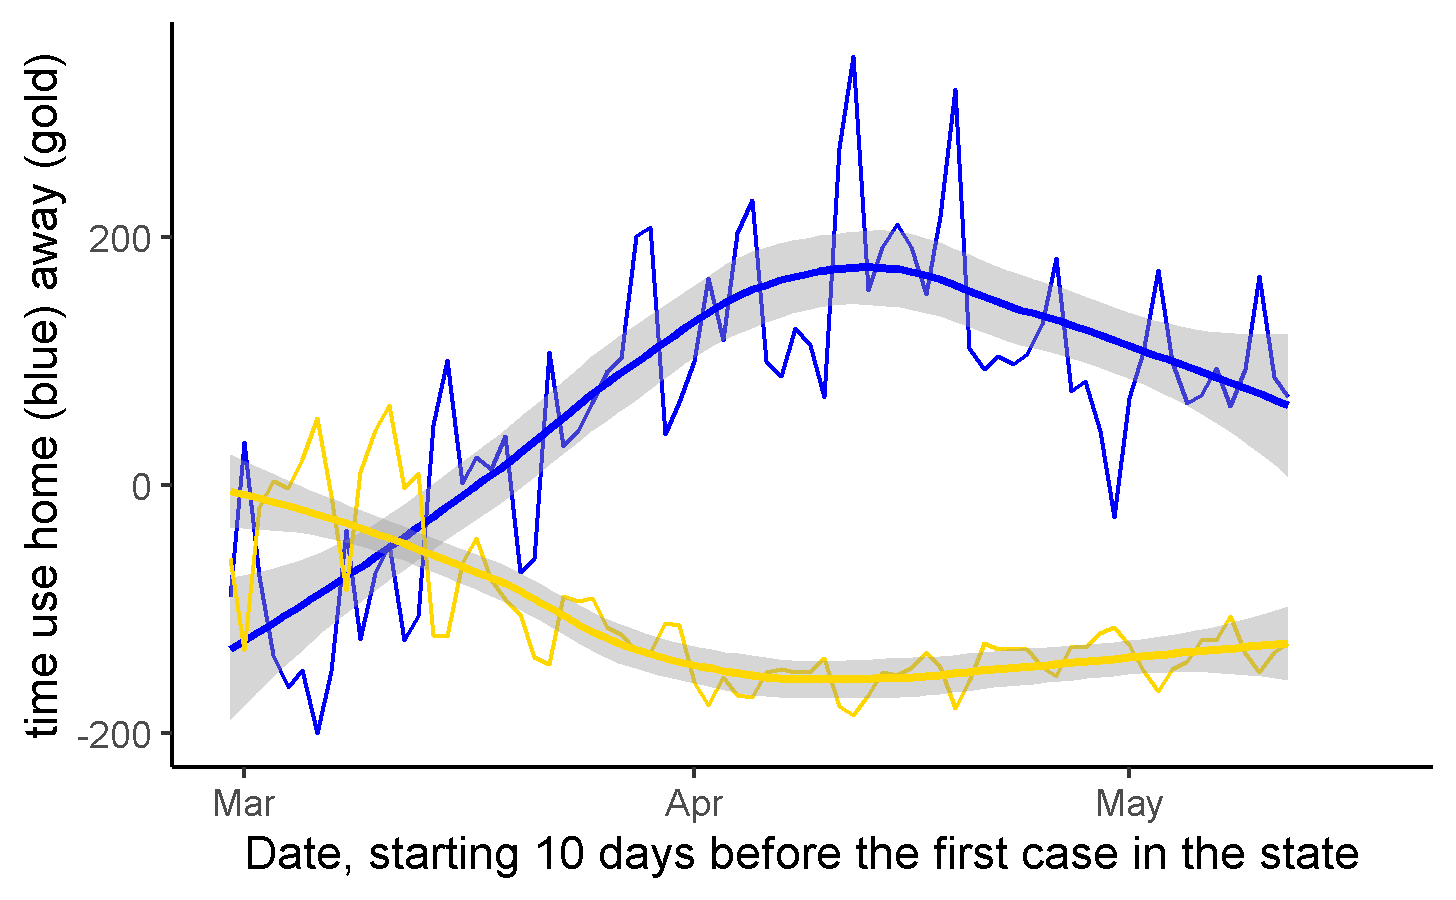 time use home (blue) away (gold)
200
0
-200
Mar
Apr
May
Date, starting 10 days before the first case in the state